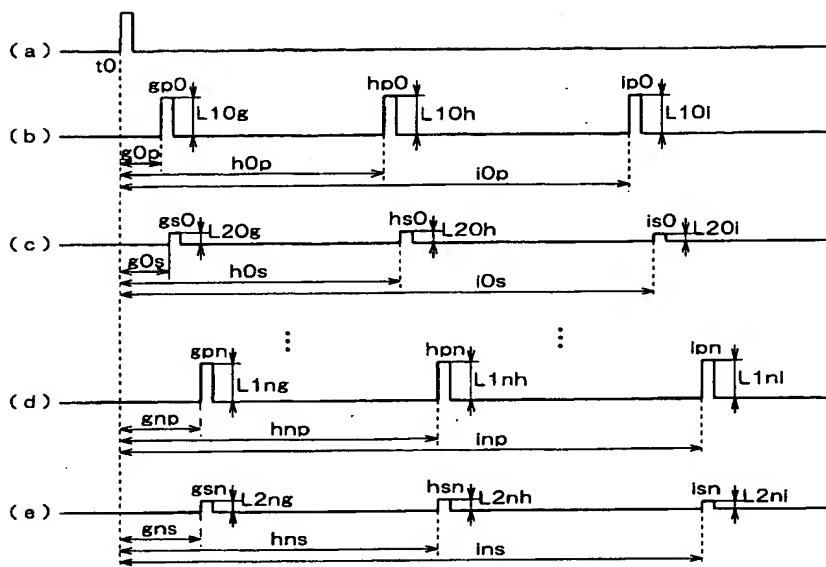 (a)
t0
gp0 hp0 ip0
L10g L10h L10i
(b)
g0p
h0p
i0p
gs0 hs0 is0
L20g L20h L20i
(c)
g0s
h0s
i0s
gpn hpn ipn
L1ng L1nh L1ni
(d)
gnp
hnp
inp
gsn hsn isn
L2ng L2nh L2ni
(e)
gns
hns
ins